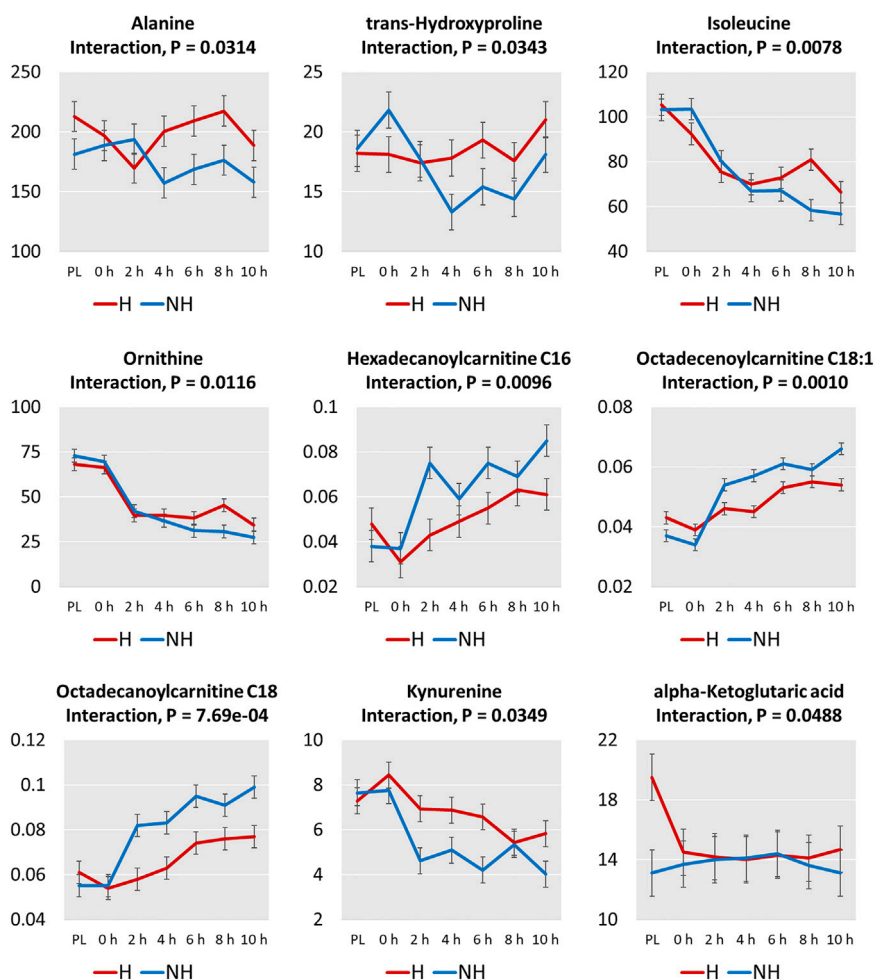 Alanine
Interaction, P = 0.0314
250
200
150
100
PL 0 h 2 h 4 h 6 h 8 h 10 h
H NH
trans-Hydroxyproline
Interaction, P = 0.0343
25
20
15
10
PL 0 h 2 h 4 h 6 h 8 h 10 h
H NH
Isoleucine
Interaction, P = 0.0078
120
100
80
60
40
PL 0 h 2 h 4 h 6 h 8 h 10 h
H NH
Ornithine
Interaction, P = 0.0116
100
75
50
25
0
PL 0 h 2 h 4 h 6 h 8 h 10 h
H NH
Hexadecanoylcarnitine C16
Interaction, P = 0.0096
0.1
0.08
0.06
0.04
0.02
PL 0 h 2 h 4 h 6 h 8 h 10 h
H NH
Octadecenoylcarnitine C18:1
Interaction, P = 0.0010
0.08
0.06
0.04
0.02
PL 0 h 2 h 4 h 6 h 8 h 10 h
H NH
Octadecanoylcarnitine C18
Interaction, P = 7.69e-04
0.12
0.1
0.08
0.06
0.04
PL 0 h 2 h 4 h 6 h 8 h 10 h
H NH
Kynurenine
Interaction, P = 0.0349
10
8
6
4
2
PL 0 h 2 h 4 h 6 h 8 h 10 h
H NH
alpha-Ketoglutaric acid
Interaction, P = 0.0488
22
18
14
10
PL 0 h 2 h 4 h 6 h 8 h 10 h
H NH